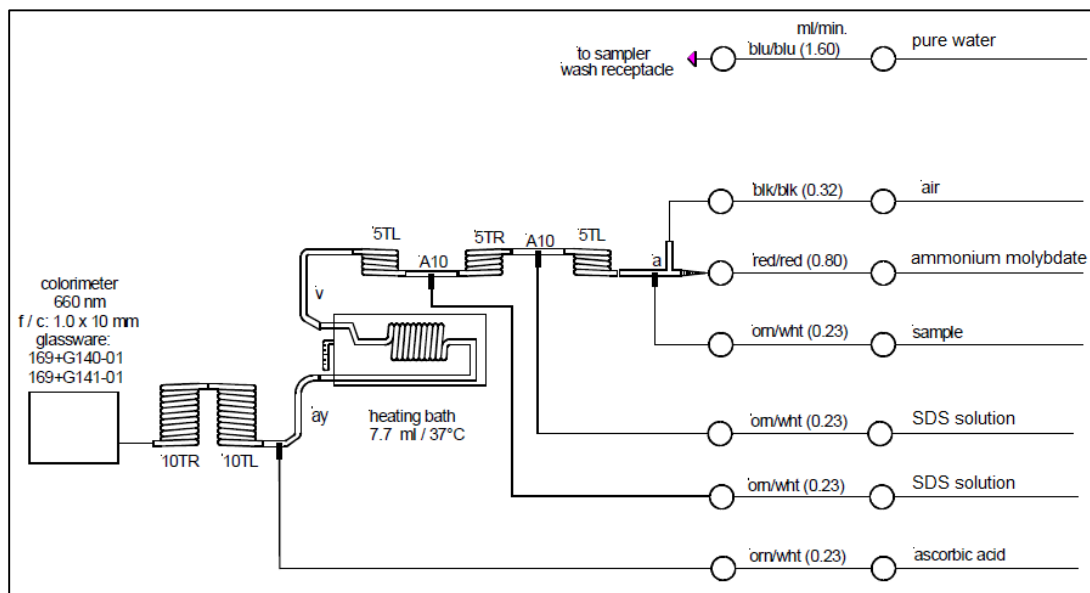 ml/min.
to sampler
wash receptacle
blu/blu (1.60)
pure water
blk/blk (0.32)
air
5TL
A10
5TR
A10
5TL
a
red/red (0.80)
ammonium molybdate
colorimeter
660 nm
f / c: 1.0 x 10 mm
glassware:
169+G140-01
169+G141-01
v
orn/wht (0.23)
sample
ay
heating bath
7.7 ml / 37°C
10TR
10TL
orn/wht (0.23)
SDS solution
orn/wht (0.23)
SDS solution
orn/wht (0.23)
ascorbic acid